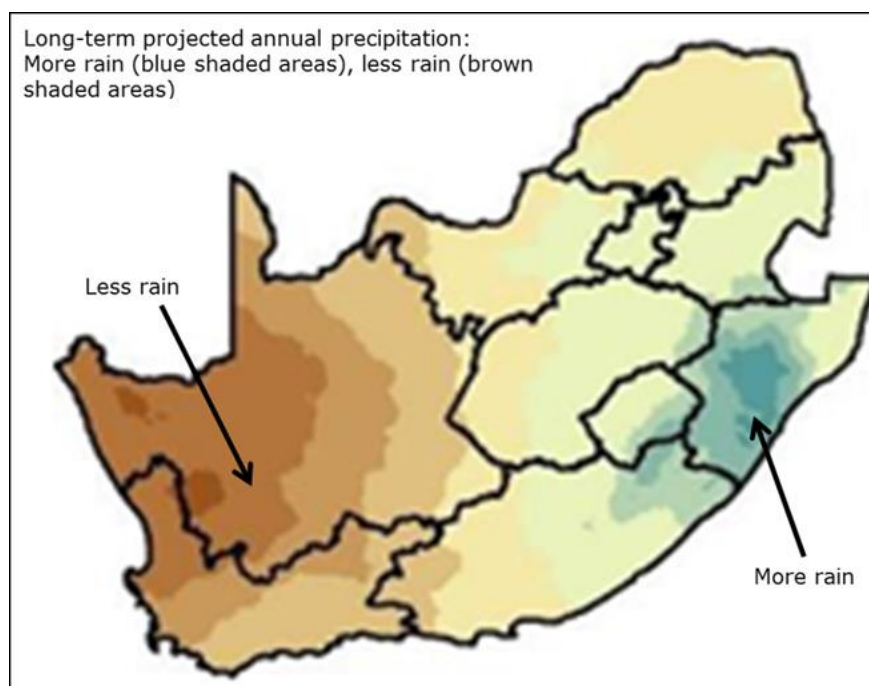 Long-term projected annual precipitation:
More rain (blue shaded areas), less rain (brown
shaded areas)
Less rain
More rain